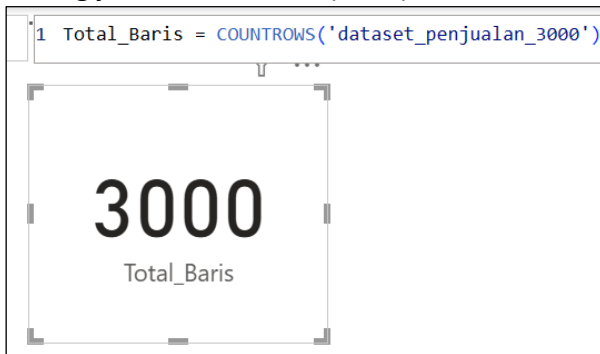 1 Total_Baris = COUNTROWS('dataset_penjualan_3000')
3000
Total_Baris